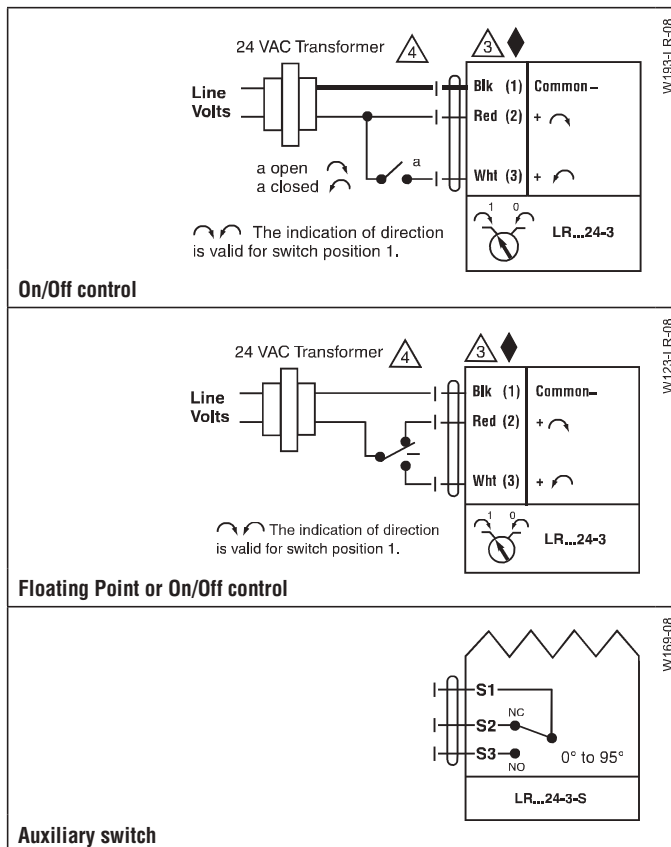 24 VAC Transformer
4
3
Line
Volts
Blk (1) Common –
Red (2) +
a open
a closed
a
Wht (3) +
1 0
LR...24-3
The indication of direction
is valid for switch position 1.
On/Off control
W193-LR-08
24 VAC Transformer
4
3
Line
Volts
Blk (1) Common –
Red (2) +
Wht (3) +
1 0
LR...24-3
The indication of direction
is valid for switch position 1.
Floating Point or On/Off control
W123-LR-08
S1
NC
S2
S3
NO
0° to 95°
LR...24-3-S
Auxiliary switch
W169-08